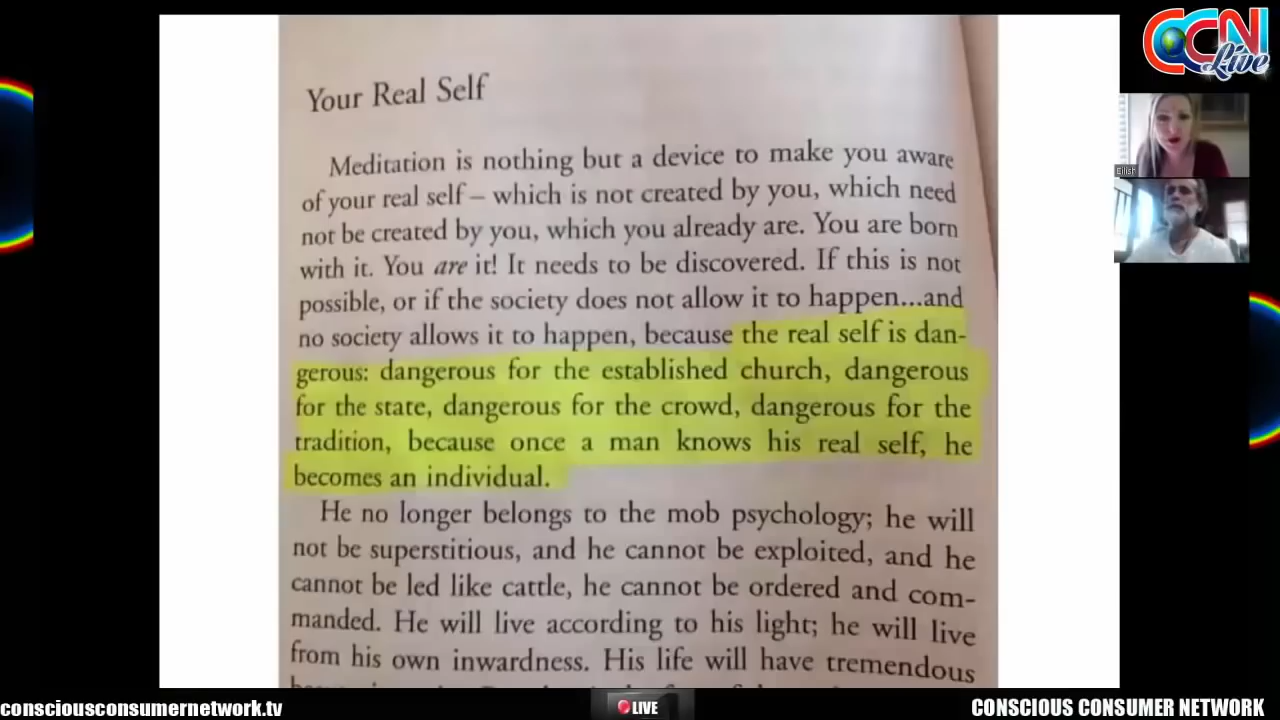 CCN
Live
Eilish
Your Real Self
Meditation is nothing but a device to make you aware
of your real self – which is not created by you, which need
not be created by you, which you already are. You are born
with it. You are it! It needs to be discovered. If this is not
possible, or if the society does not allow it to happen...and
no society allows it to happen, because the real self is dan-
gerous: dangerous for the established church, dangerous
for the state, dangerous for the crowd, dangerous for the
tradition, because once a man knows his real self, he
becomes an individual.
He no longer belongs to the mob psychology; he will
not be superstitious, and he cannot be exploited, and he
cannot be led like cattle, he cannot be ordered and com-
manded. He will live according to his light; he will live
from his own inwardness. His life will have tremendous
consciousconsumernetwork.tv
LIVE
CONSCIOUS CONSUMER NETWORK